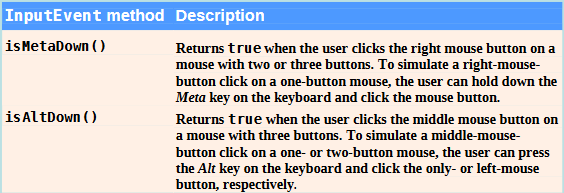 InputEvent method Description
isMetaDown() Returns true when the user clicks the right mouse button on a
mouse with two or three buttons. To simulate a right-mouse-
button click on a one-button mouse, the user can hold down the
Meta key on the keyboard and click the mouse button.
isAltDown() Returns true when the user clicks the middle mouse button on
a mouse with three buttons. To simulate a middle-mouse-
button click on a one- or two-button mouse, the user can press
the Alt key on the keyboard and click the only- or left-mouse
button, respectively.